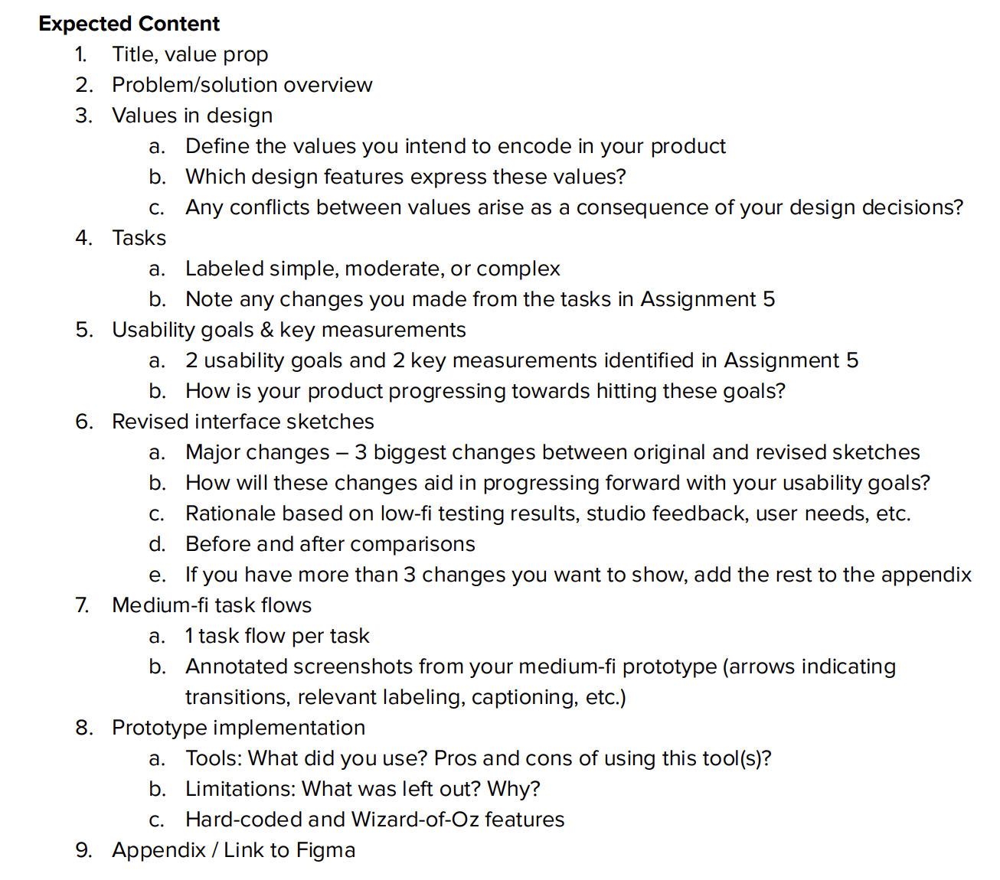 Expected Content
1. Title, value prop
2. Problem/solution overview
3. Values in design
a. Define the values you intend to encode in your product
b. Which design features express these values?
c. Any conflicts between values arise as a consequence of your design decisions?
4. Tasks
a. Labeled simple, moderate, or complex
b. Note any changes you made from the tasks in Assignment 5
5. Usability goals & key measurements
a. 2 usability goals and 2 key measurements identified in Assignment 5
b. How is your product progressing towards hitting these goals?
6. Revised interface sketches
a. Major changes – 3 biggest changes between original and revised sketches
b. How will these changes aid in progressing forward with your usability goals?
c. Rationale based on low-fi testing results, studio feedback, user needs, etc.
d. Before and after comparisons
e. If you have more than 3 changes you want to show, add the rest to the appendix
7. Medium-fi task flows
a. 1 task flow per task
b. Annotated screenshots from your medium-fi prototype (arrows indicating
transitions, relevant labeling, captioning, etc.)
8. Prototype implementation
a. Tools: What did you use? Pros and cons of using this tool(s)?
b. Limitations: What was left out? Why?
c. Hard-coded and Wizard-of-Oz features
9. Appendix / Link to Figma